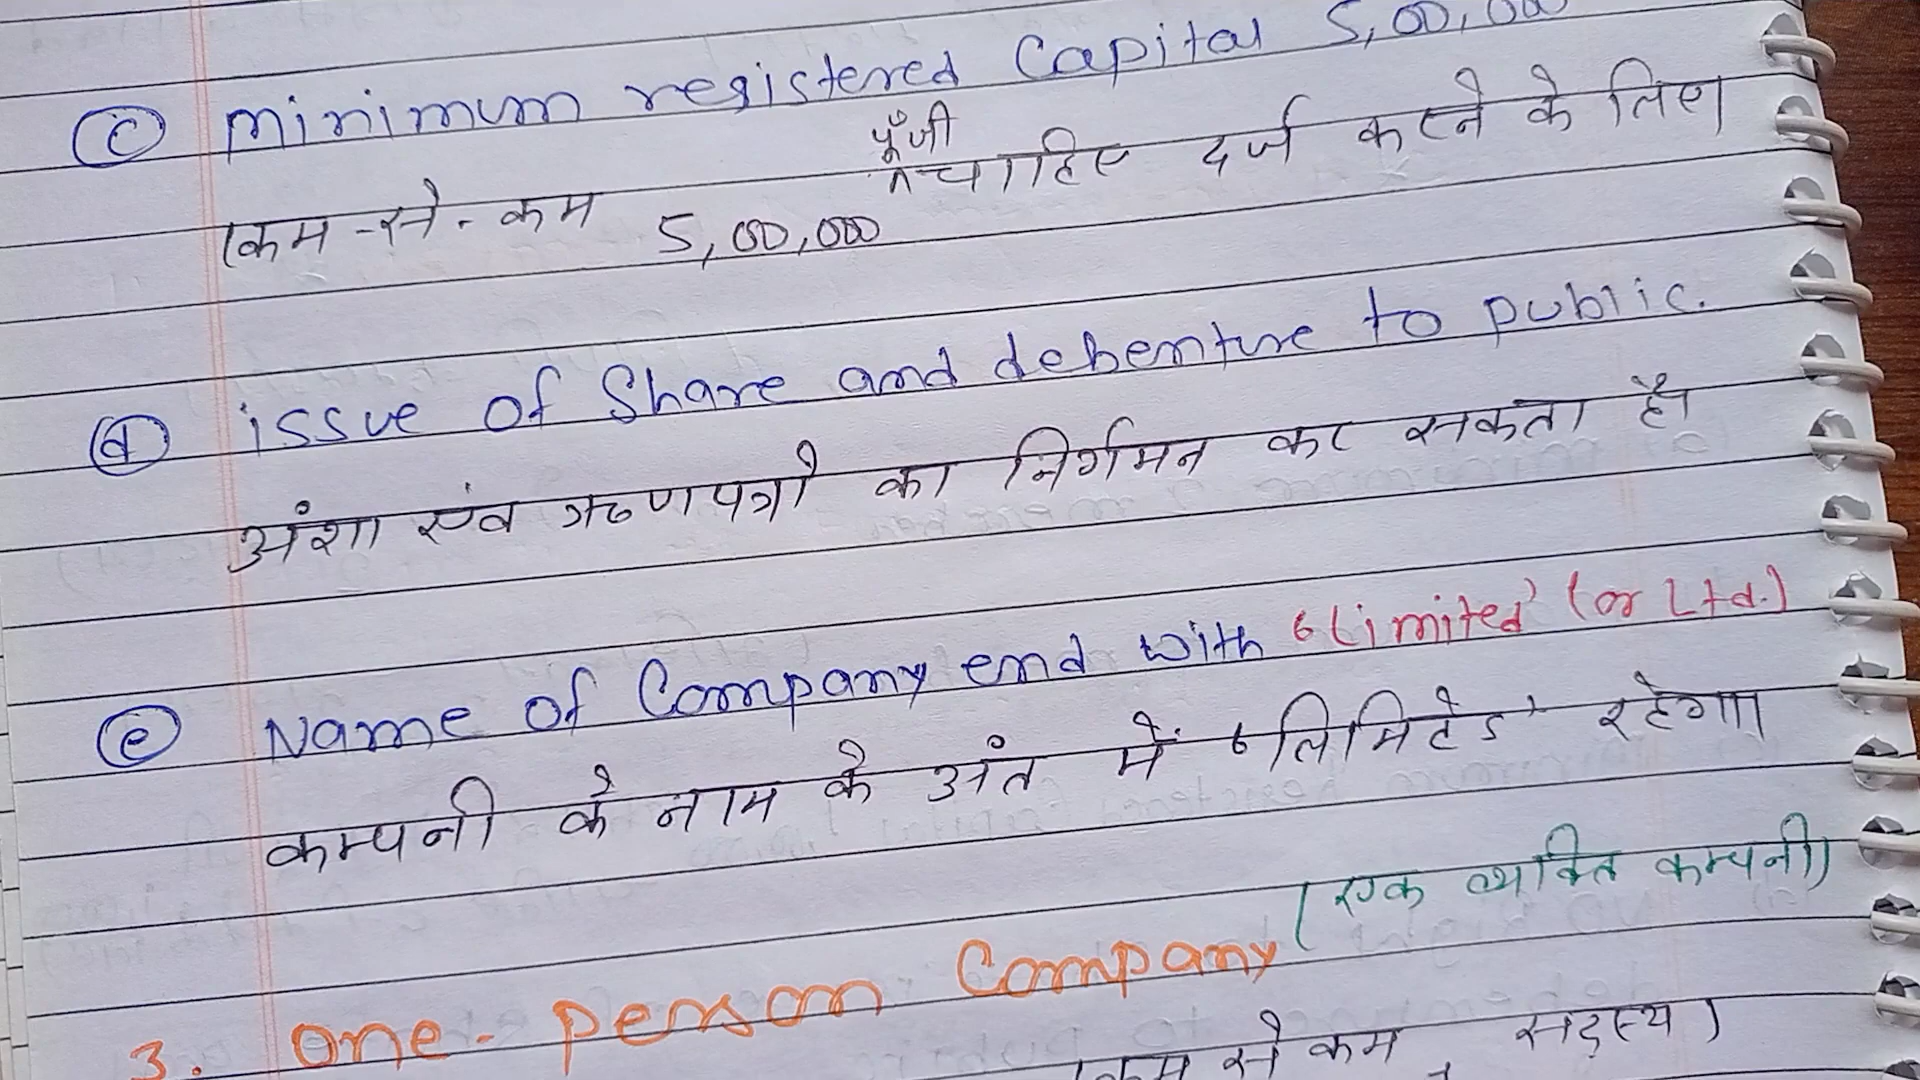 (c) minimum registered Capital 5,00,000
(कम-से-कम 5,00,000 पूँजी चाहिए दर्ज करने के लिए)
(d) issue of Share and debenture to public.
अंशा एंव ऋणपत्रो का निर्गमन कर सकता है।
(e) Name of Company end with 'Limited' (or Ltd.)
कम्पनी के नाम के अंत में 'लिमिटेड' रहेगा।
3. one-person Company (एक व्यक्ति कम्पनी)
(कम से कम सदस्य)